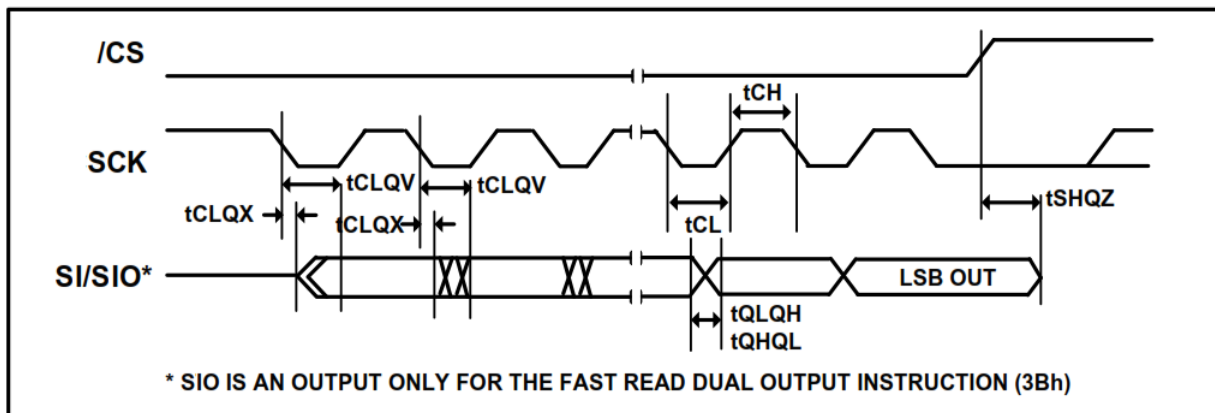 /CS
tCH
SCK
tCLQV
tCLQV
tCLQX
tCLQX
tCL
tSHQZ
SI/SIO*
LSB OUT
tQLQH
tQHQL
* SIO IS AN OUTPUT ONLY FOR THE FAST READ DUAL OUTPUT INSTRUCTION (3Bh)